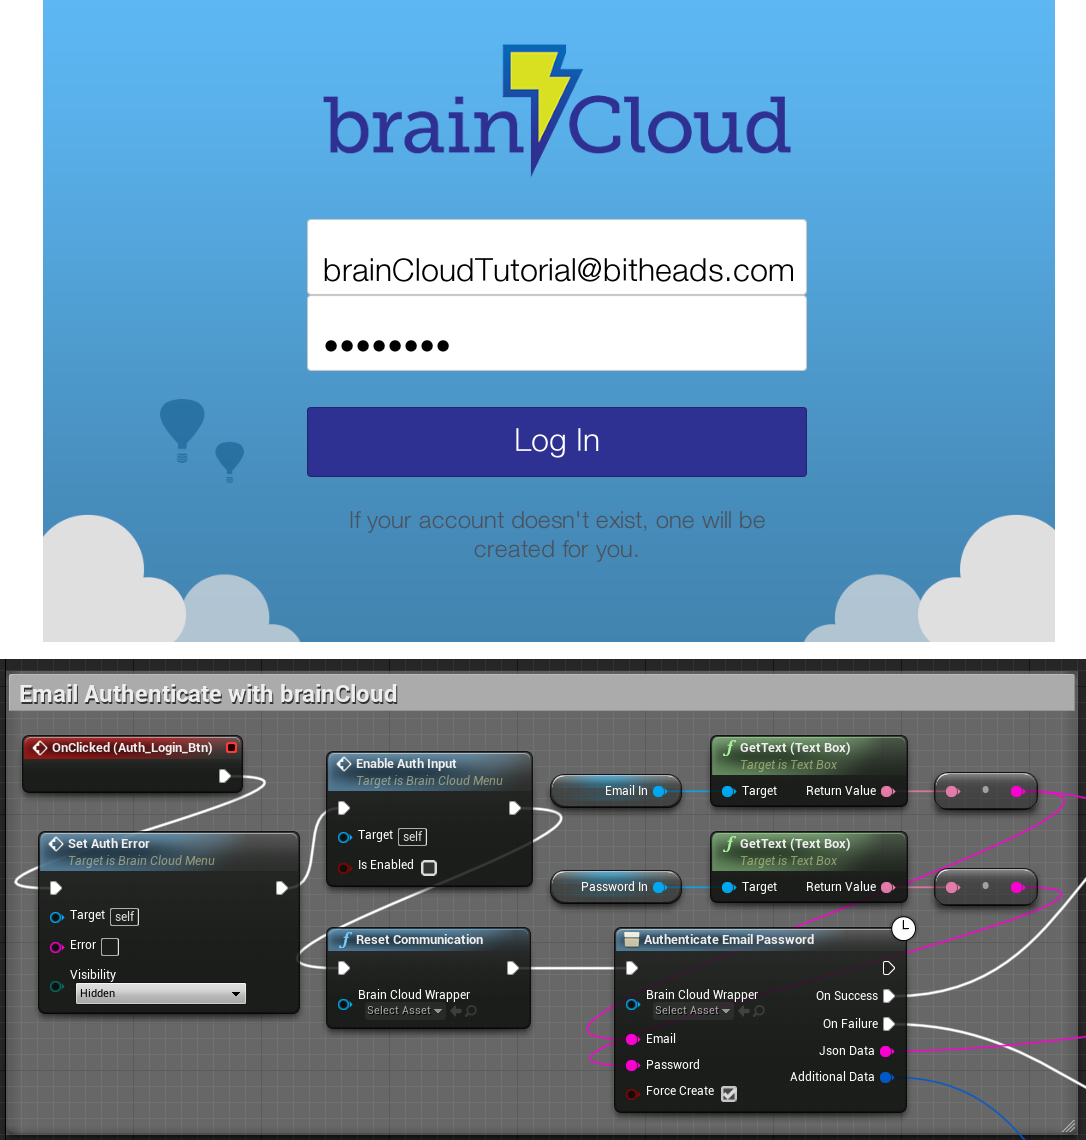 brainCloud
brainCloudTutorial@bitheads.com
••••••••
Log In
If your account doesn't exist, one will be
created for you.
Email Authenticate with brainCloud
OnClicked (Auth_Login_Btn)
Set Auth Error
Target is Brain Cloud Menu
Target self
Error
Visibility
Hidden
Enable Auth Input
Target is Brain Cloud Menu
Target self
Is Enabled
f Reset Communication
Brain Cloud Wrapper
Select Asset
Email In
f GetText (Text Box)
Target is Text Box
Target Return Value
Password In
f GetText (Text Box)
Target is Text Box
Target Return Value
Authenticate Email Password
Brain Cloud Wrapper
Select Asset
Email
Password
Force Create
On Success
On Failure
Json Data
Additional Data